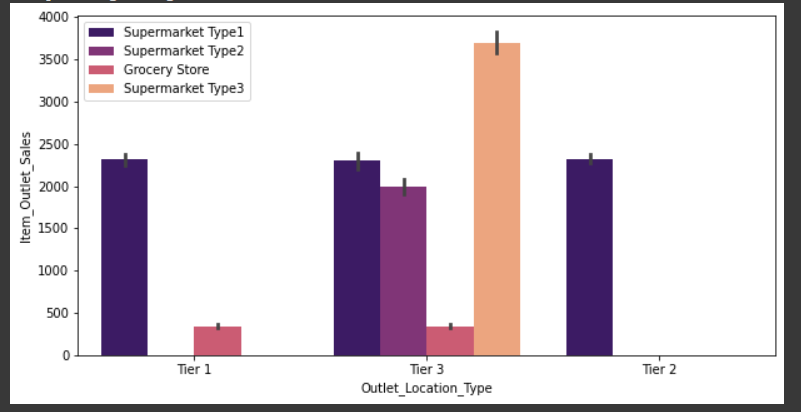 4000
3500
3000
2500
2000
1500
1000
500
0
Item_Outlet_Sales
Supermarket Type1
Supermarket Type2
Grocery Store
Supermarket Type3
Tier 1
Tier 3
Tier 2
Outlet_Location_Type